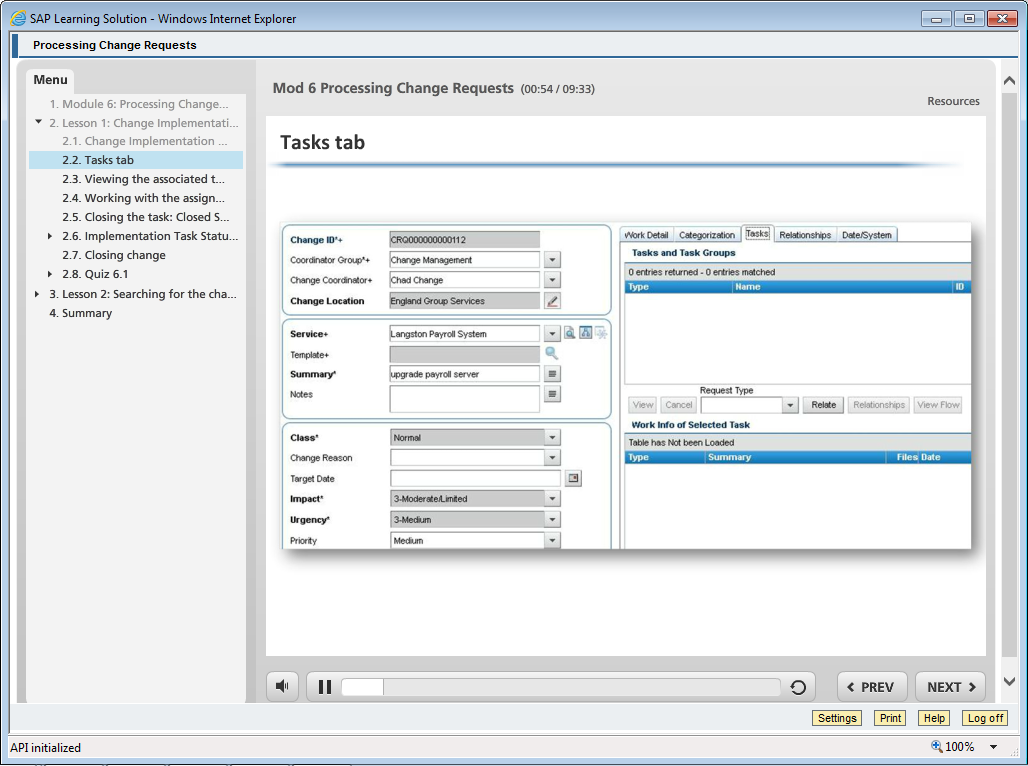 SAP Learning Solution - Windows Internet Explorer
Processing Change Requests
Menu
1. Module 6: Processing Change...
2. Lesson 1: Change Implementati...
2.1. Change Implementation ...
2.2. Tasks tab
2.3. Viewing the associated t...
2.4. Working with the assign...
2.5. Closing the task: Closed S...
2.6. Implementation Task Statu...
2.7. Closing change
2.8. Quiz 6.1
3. Lesson 2: Searching for the cha...
4. Summary
Mod 6 Processing Change Requests (00:54 / 09:33)
Resources
Tasks tab
Change ID*+ CRQ000000000112
Coordinator Group*+ Change Management
Change Coordinator+ Chad Change
Change Location England Group Services
Service+ Langston Payroll System
Template+
Summary* upgrade payroll server
Notes
Class* Normal
Change Reason
Target Date
Impact* 3-Moderate/Limited
Urgency* 3-Medium
Priority Medium
Work Detail Categorization Tasks Relationships Date/System
Tasks and Task Groups
0 entries returned - 0 entries matched
Type Name ID
Request Type
View Cancel Relate Relationships View Flow
Work Info of Selected Task
Table has Not been Loaded
Type Summary Files Date
PREV NEXT
Settings Print Help Log off
API initialized 100%